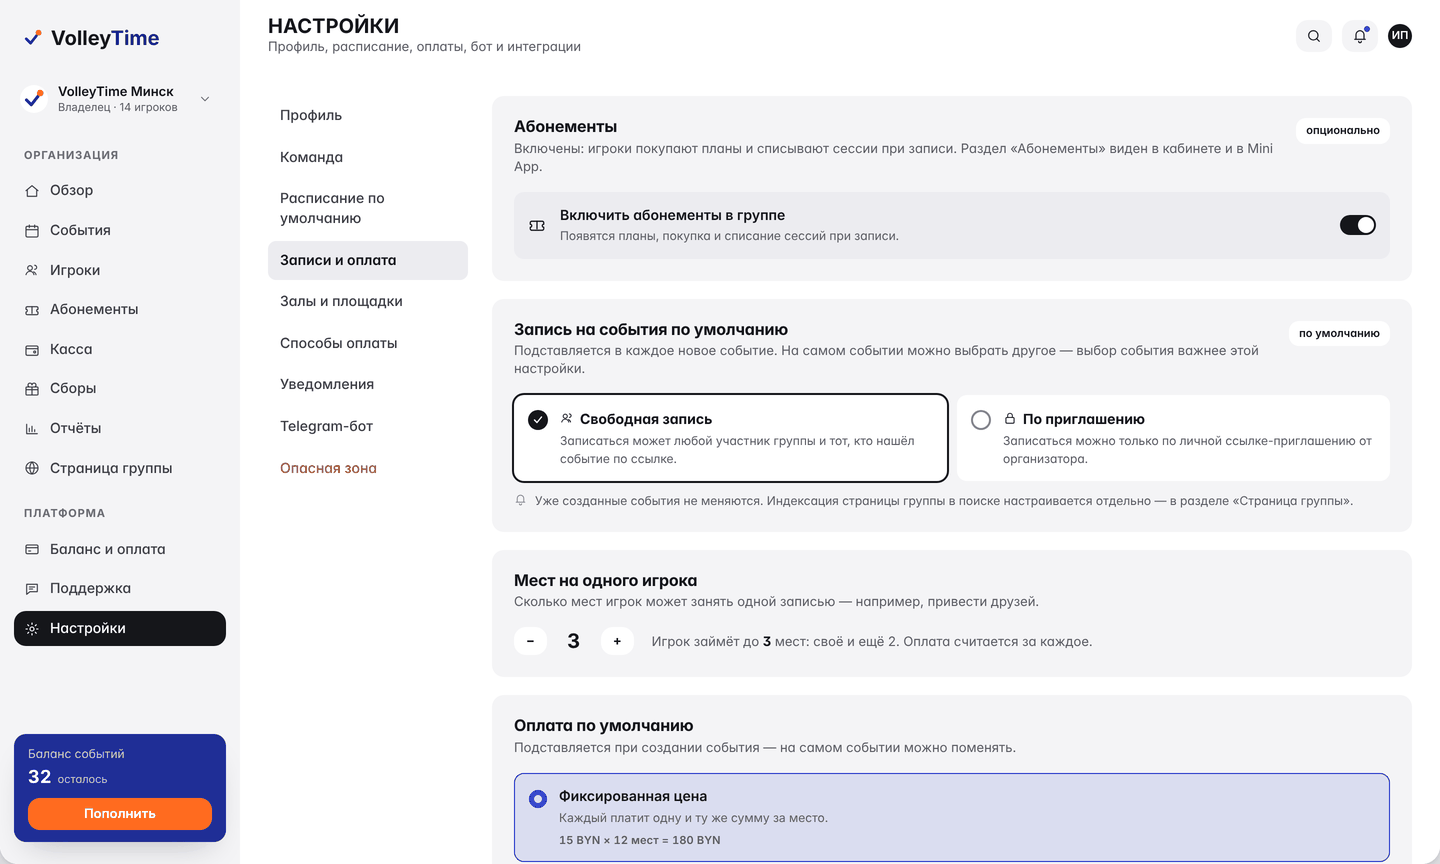 VolleyTime
VolleyTime Минск
Владелец · 14 игроков
ОРГАНИЗАЦИЯ
Обзор
События
Игроки
Абонементы
Касса
Сборы
Отчёты
Страница группы
ПЛАТФОРМА
Баланс и оплата
Поддержка
Настройки
Баланс событий
32 осталось
Пополнить
НАСТРОЙКИ
Профиль, расписание, оплаты, бот и интеграции
ИП
Профиль
Команда
Расписание по
умолчанию
Записи и оплата
Залы и площадки
Способы оплаты
Уведомления
Telegram-бот
Опасная зона
Абонементы
опционально
Включены: игроки покупают планы и списывают сессии при записи. Раздел «Абонементы» виден в кабинете и в Mini
App.
Включить абонементы в группе
Появятся планы, покупка и списание сессий при записи.
Запись на события по умолчанию
по умолчанию
Подставляется в каждое новое событие. На самом событии можно выбрать другое — выбор события важнее этой
настройки.
Свободная запись
Записаться может любой участник группы и тот, кто нашёл
событие по ссылке.
По приглашению
Записаться можно только по личной ссылке-приглашению от
организатора.
Уже созданные события не меняются. Индексация страницы группы в поиске настраивается отдельно — в разделе «Страница группы».
Мест на одного игрока
Сколько мест игрок может занять одной записью — например, привести друзей.
− 3 + Игрок займёт до 3 мест: своё и ещё 2. Оплата считается за каждое.
Оплата по умолчанию
Подставляется при создании события — на самом событии можно поменять.
Фиксированная цена
Каждый платит одну и ту же сумму за место.
15 BYN × 12 мест = 180 BYN